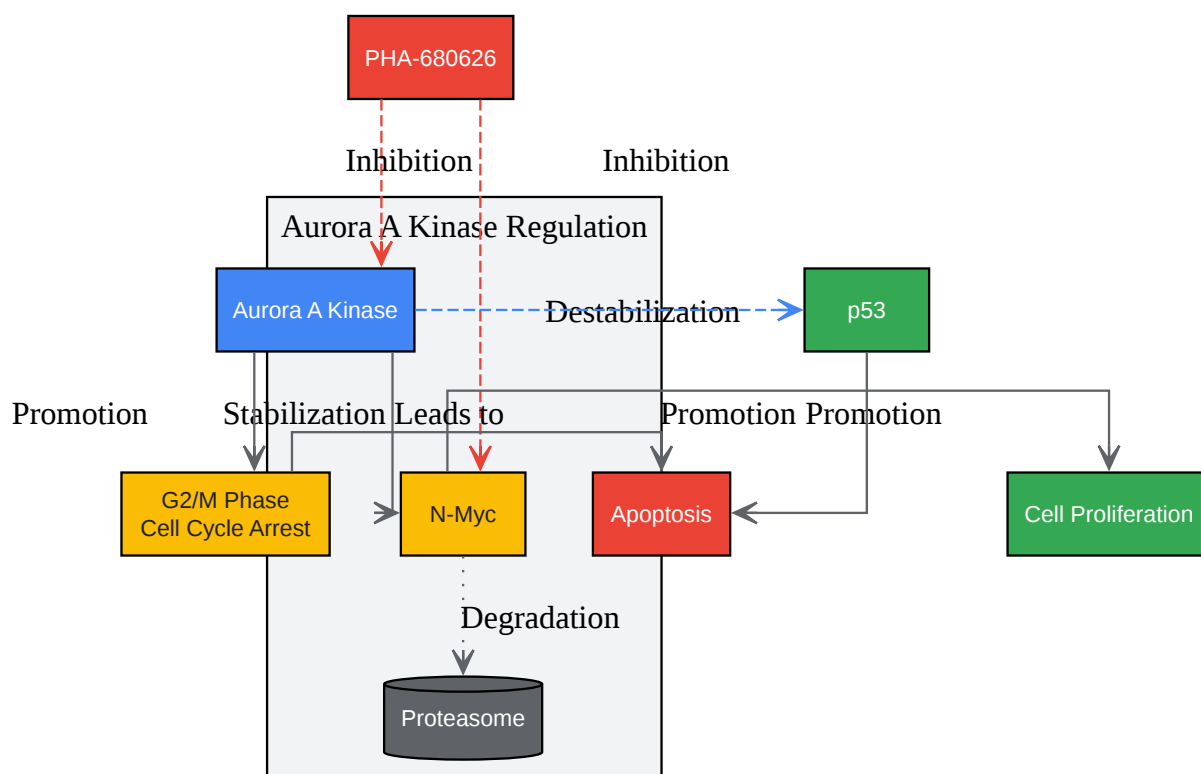 PHA-680626
Inhibition
Inhibition
Aurora A Kinase Regulation
Aurora A Kinase
Destabilization
p53
Promotion
Stabilization
Leads to
Promotion
Promotion
G2/M Phase
Cell Cycle Arrest
N-Myc
Apoptosis
Cell Proliferation
Degradation
Proteasome